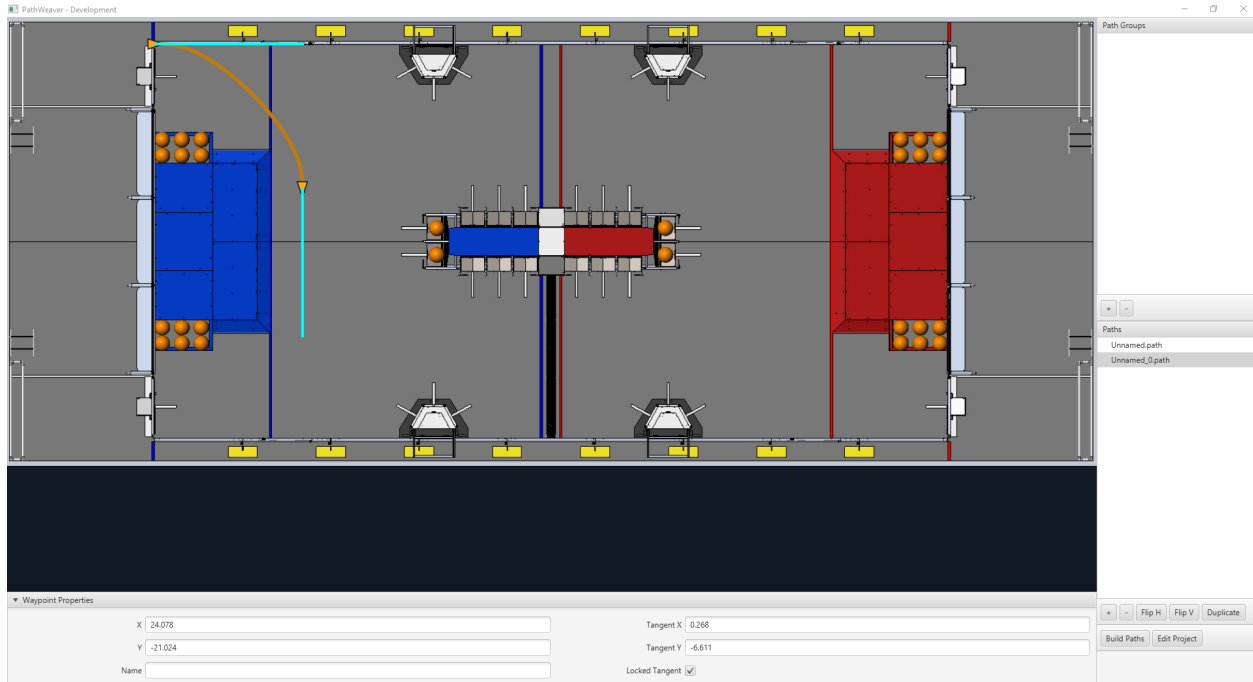 PathWeaver - Development
Path Groups
+ -
Paths
Unnamed.path
Unnamed_0.path
+ - Flip H Flip V Duplicate
Build Paths Edit Project
Waypoint Properties
X 24.078 Tangent X 0.268
Y -21.024 Tangent Y -6.611
Name Locked Tangent